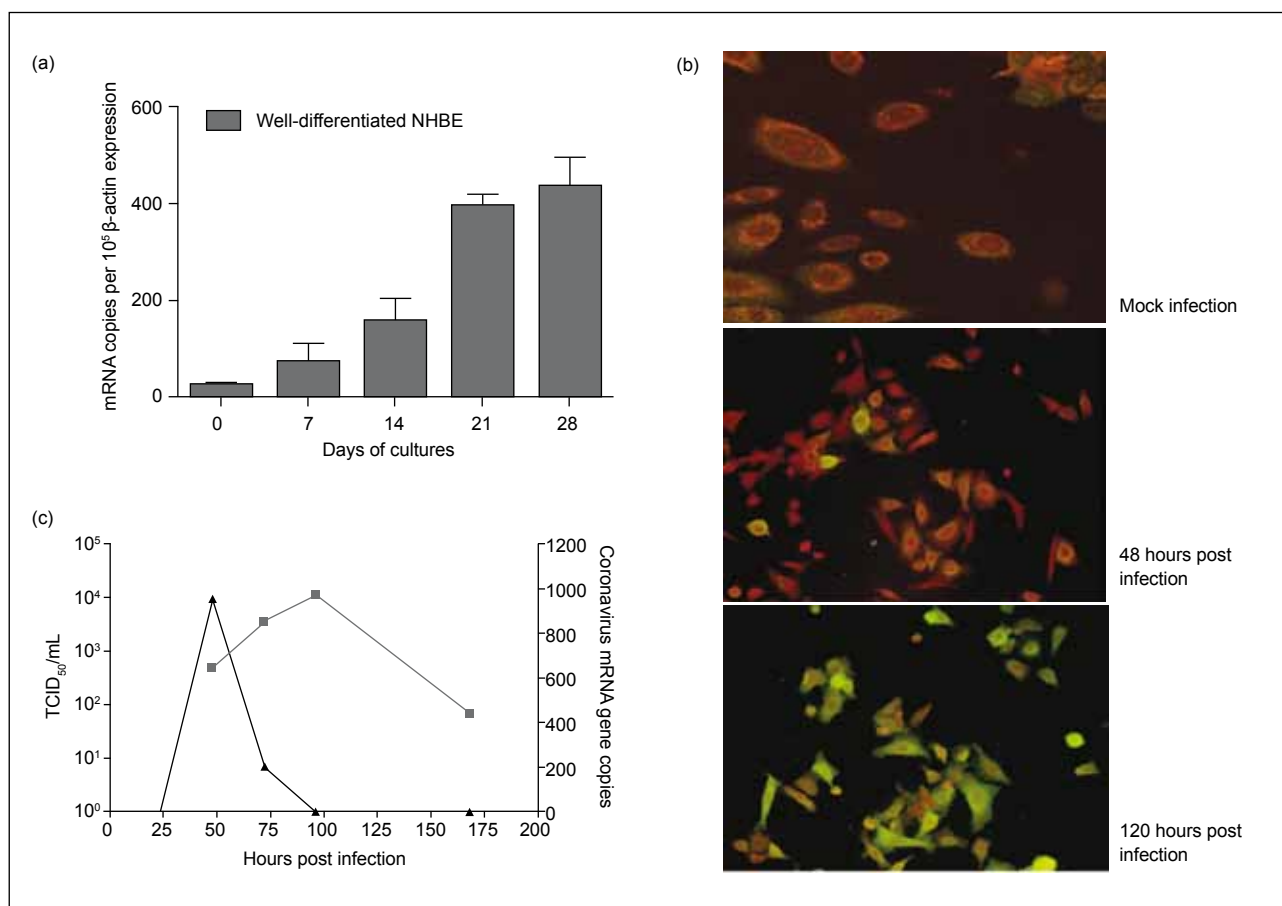 (a)
mRNA copies per 10⁵ β-actin expression
600
400
200
0
Well-differentiated NHBE
0 7 14 21 28
Days of cultures
(b)
Mock infection
48 hours post
infection
120 hours post
infection
(c)
TCID₅₀/mL
10⁵
10⁴
10³
10²
10¹
10⁰
Coronavirus mRNA gene copies
1200
1000
800
600
400
200
0
0 25 50 75 100 125 150 175 200
Hours post infection